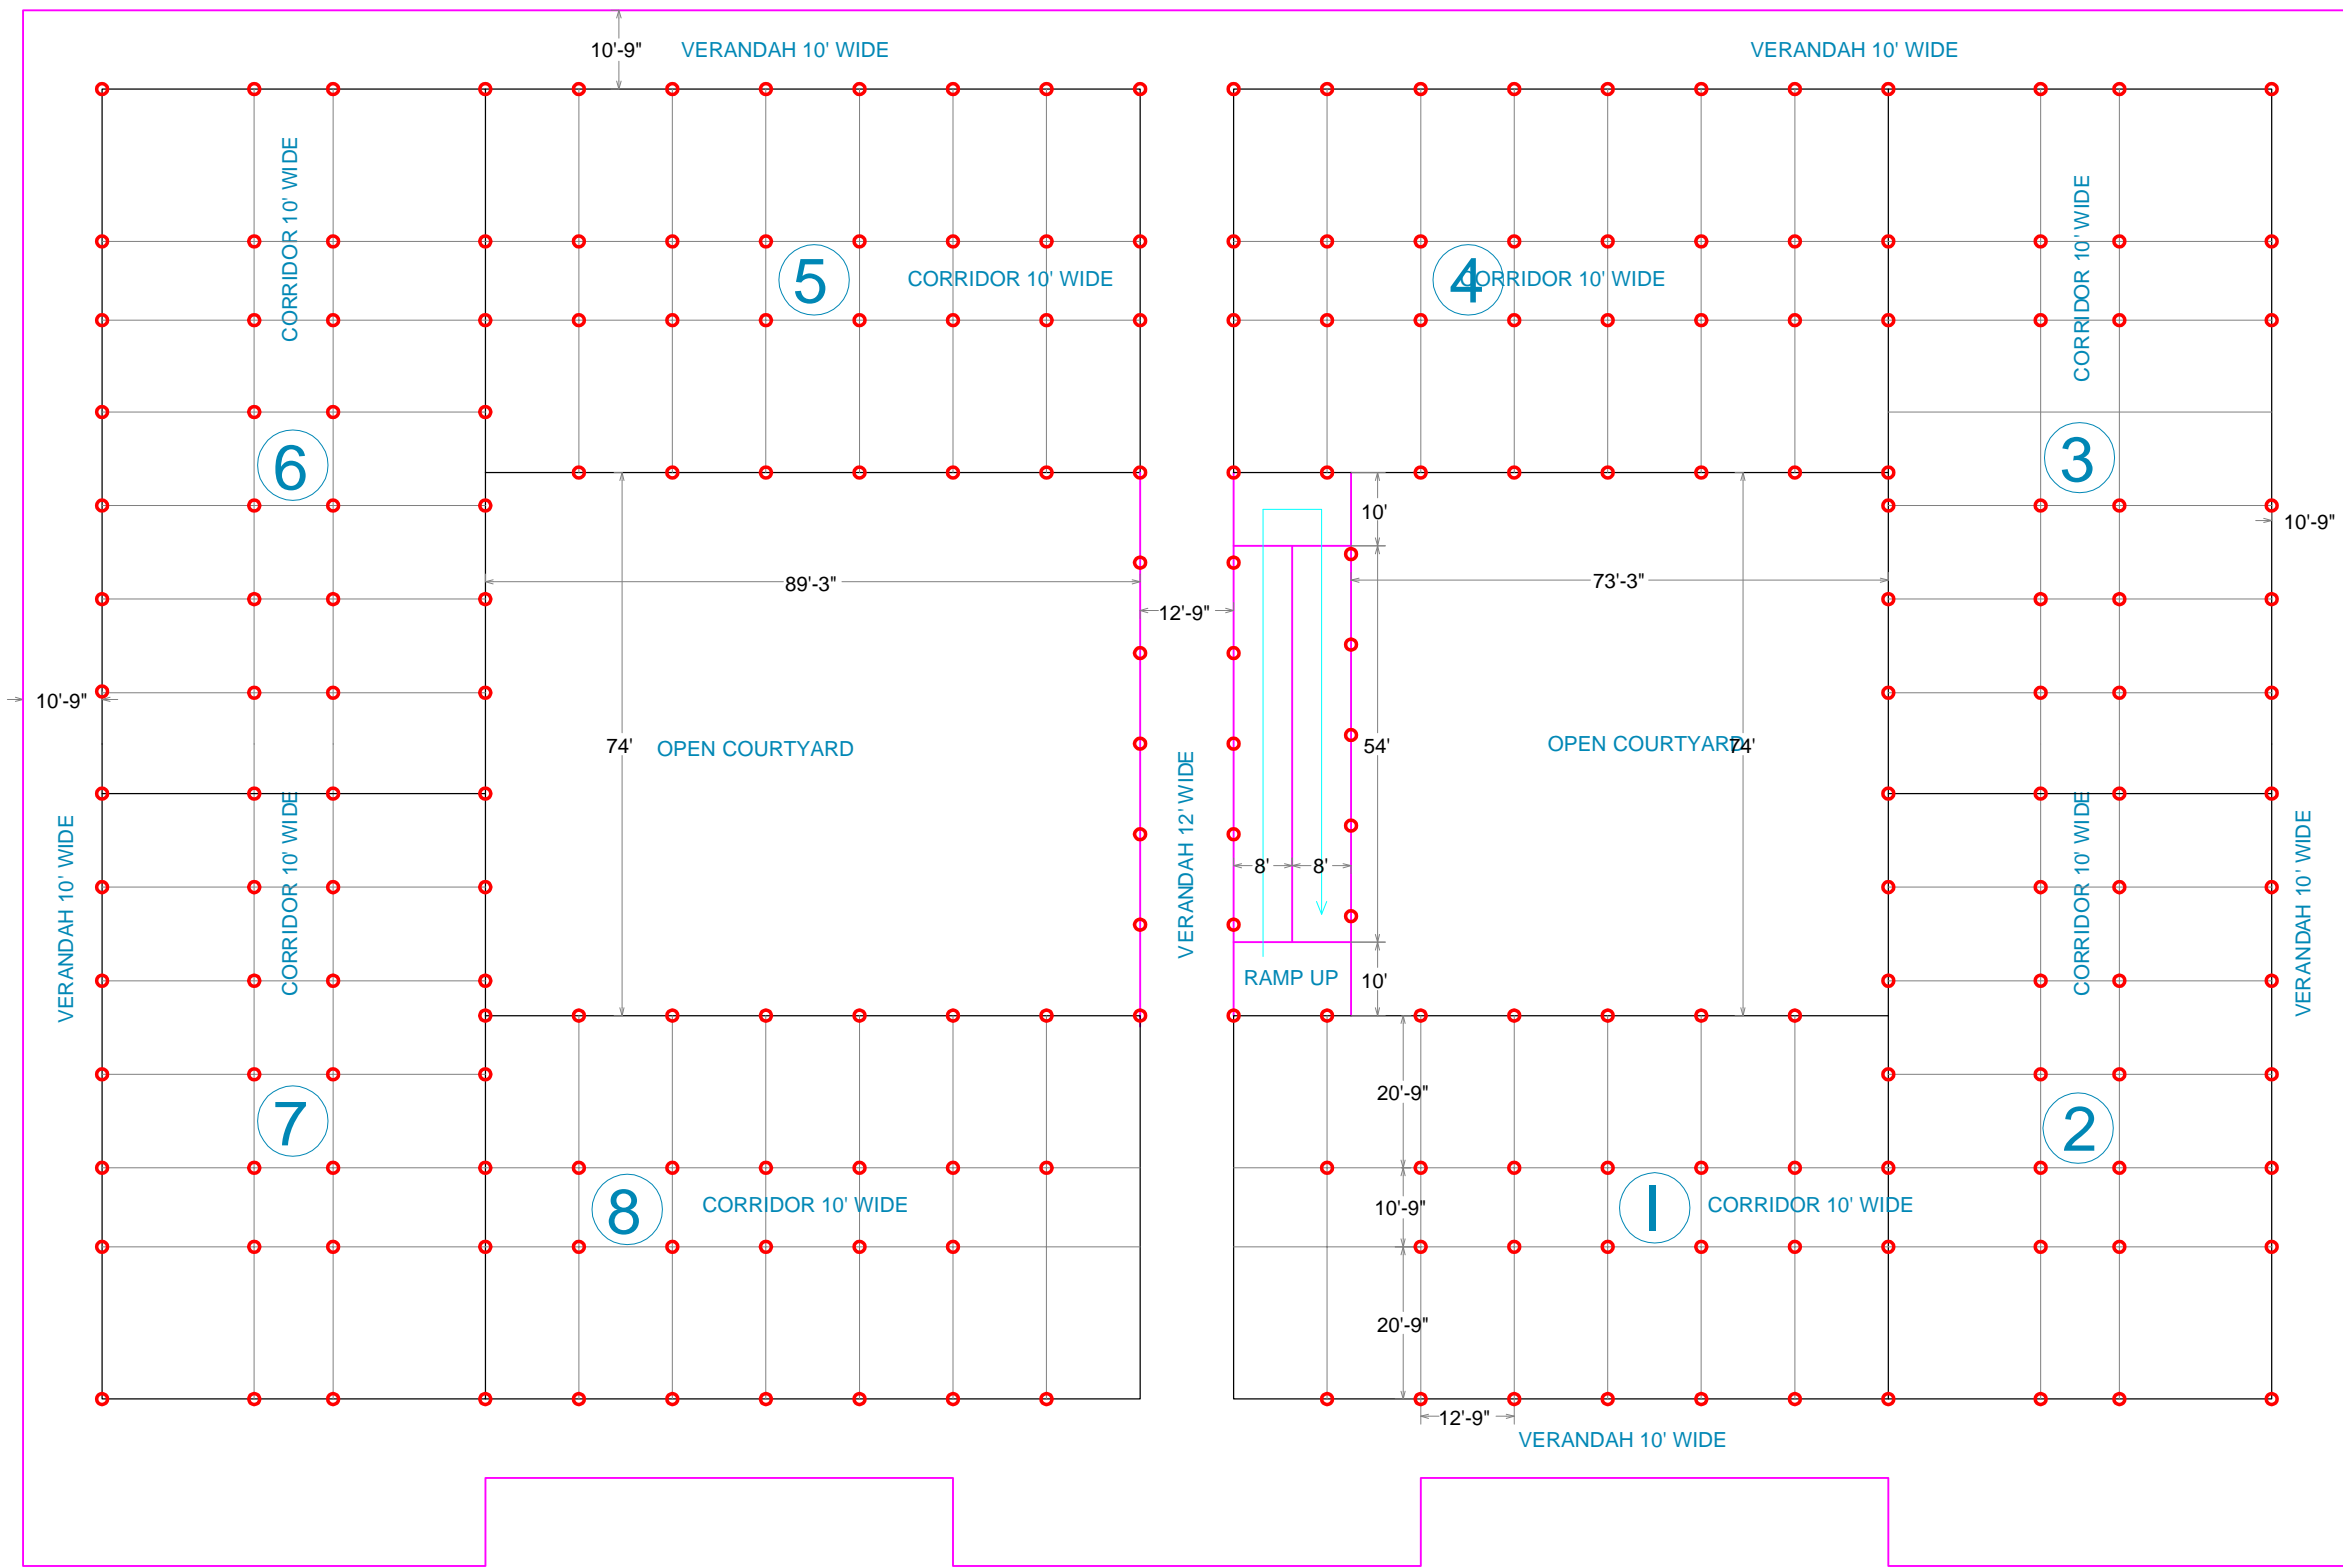 10'-9"
VERANDAH 10' WIDE
VERANDAH 10' WIDE
CORRIDOR 10' WIDE
CORRIDOR 10' WIDE
5
CORRIDOR 10' WIDE
4
CORRIDOR 10' WIDE
6
3
10'
10'-9"
89'-3"
73'-3"
12'-9"
10'-9"
74'
OPEN COURTYARD
54'
OPEN COURTYARD
74'
VERANDAH 10' WIDE
CORRIDOR 10' WIDE
VERANDAH 12' WIDE
8'
8'
CORRIDOR 10' WIDE
VERANDAH 10' WIDE
RAMP UP
10'
20'-9"
7
2
8
CORRIDOR 10' WIDE
10'-9"
1
CORRIDOR 10' WIDE
20'-9"
12'-9"
VERANDAH 10' WIDE